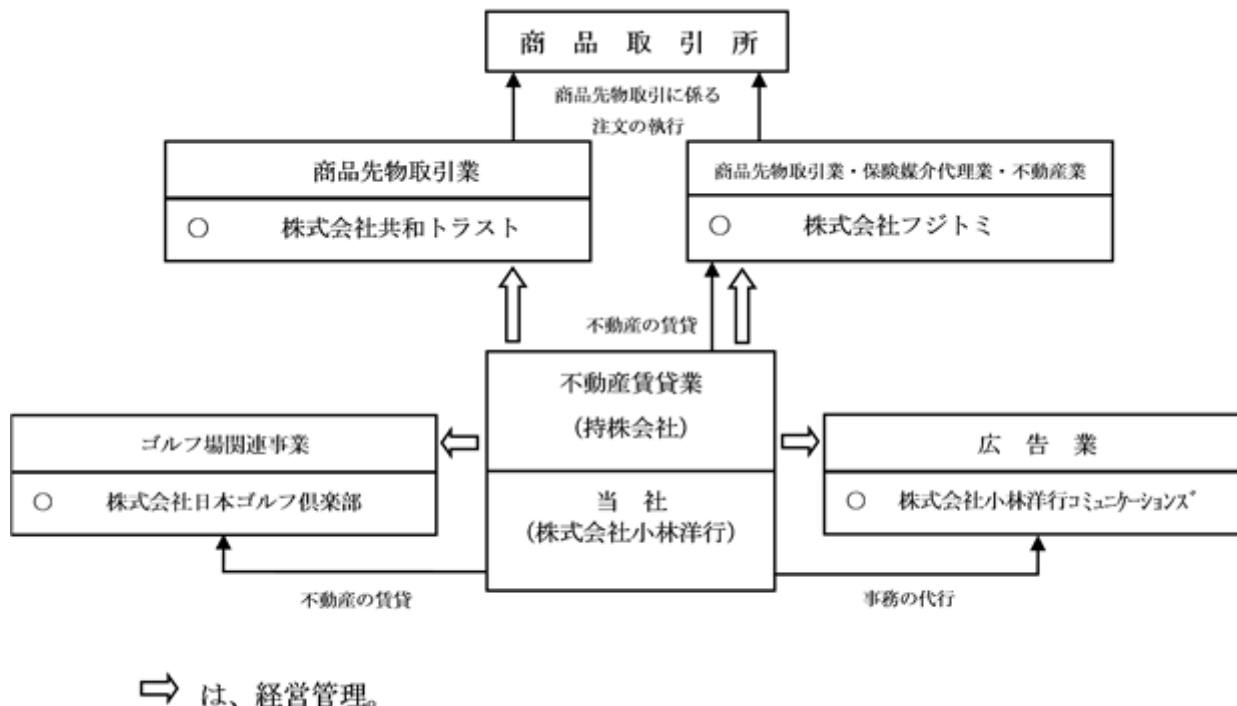 商品取引所
商品先物取引に係る
注文の執行
商品先物取引業
○ 株式会社共和トラスト
商品先物取引業・保険媒介代理業・不動産業
○ 株式会社フジトミ
不動産の賃貸
不動産賃貸業
(持株会社)
当社
(株式会社小林洋行)
ゴルフ場関連事業
○ 株式会社日本ゴルフ倶楽部
広告業
○ 株式会社小林洋行ｺﾐｭﾆｹｰｼｮﾝｽﾞ
不動産の賃貸
事務の代行
は、経営管理。